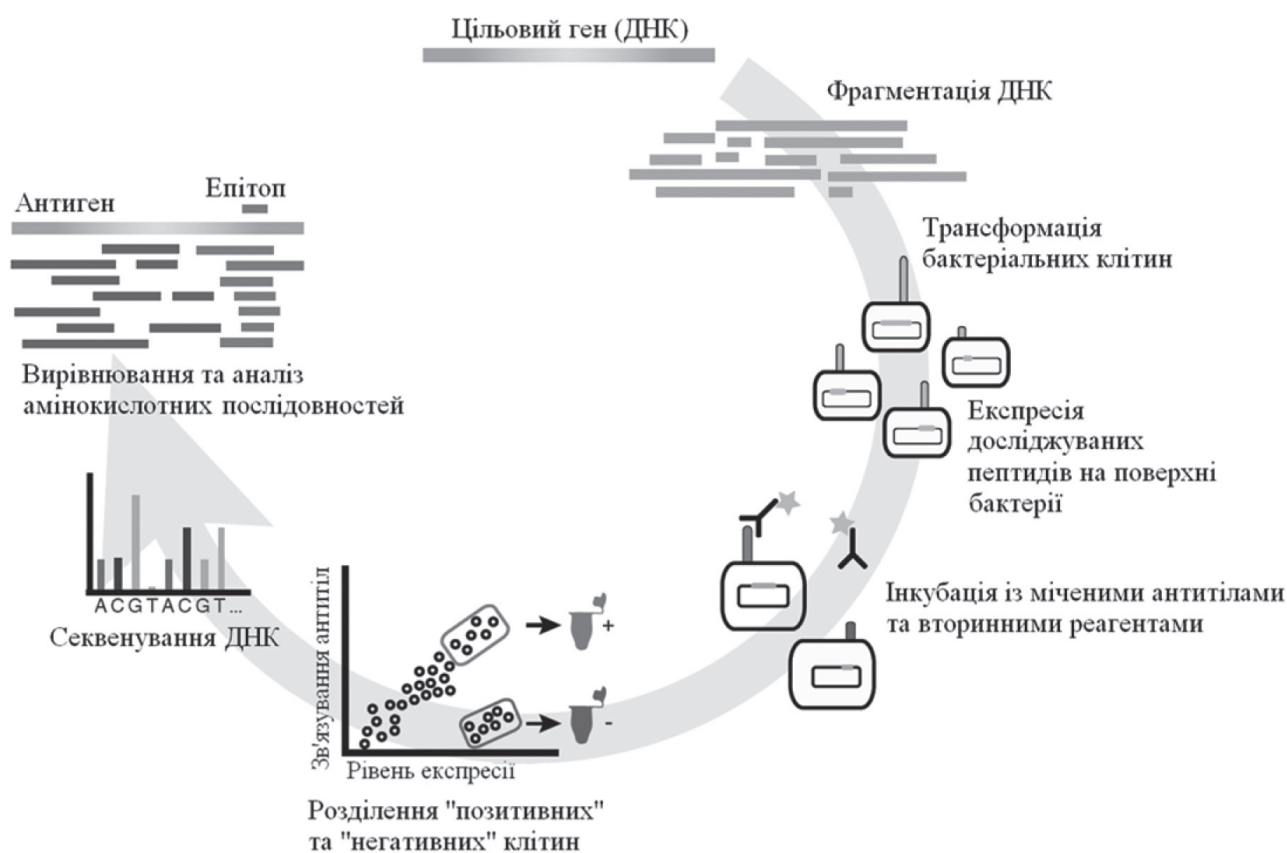 Цільовий ген (ДНК)
Фрагментація ДНК
Трансформація
бактеріальних клітин
Експресія
досліджуваних
пептидів на поверхні
бактерії
Інкубація із міченими антитілами
та вторинними реагентами
Зв'язування антитіл
+
-
Рівень експресії
Розділення "позитивних"
та "негативних" клітин
ACGTACGT...
Секвенування ДНК
Епітоп
Антиген
Вирівнювання та аналіз
амінокислотних послідовностей